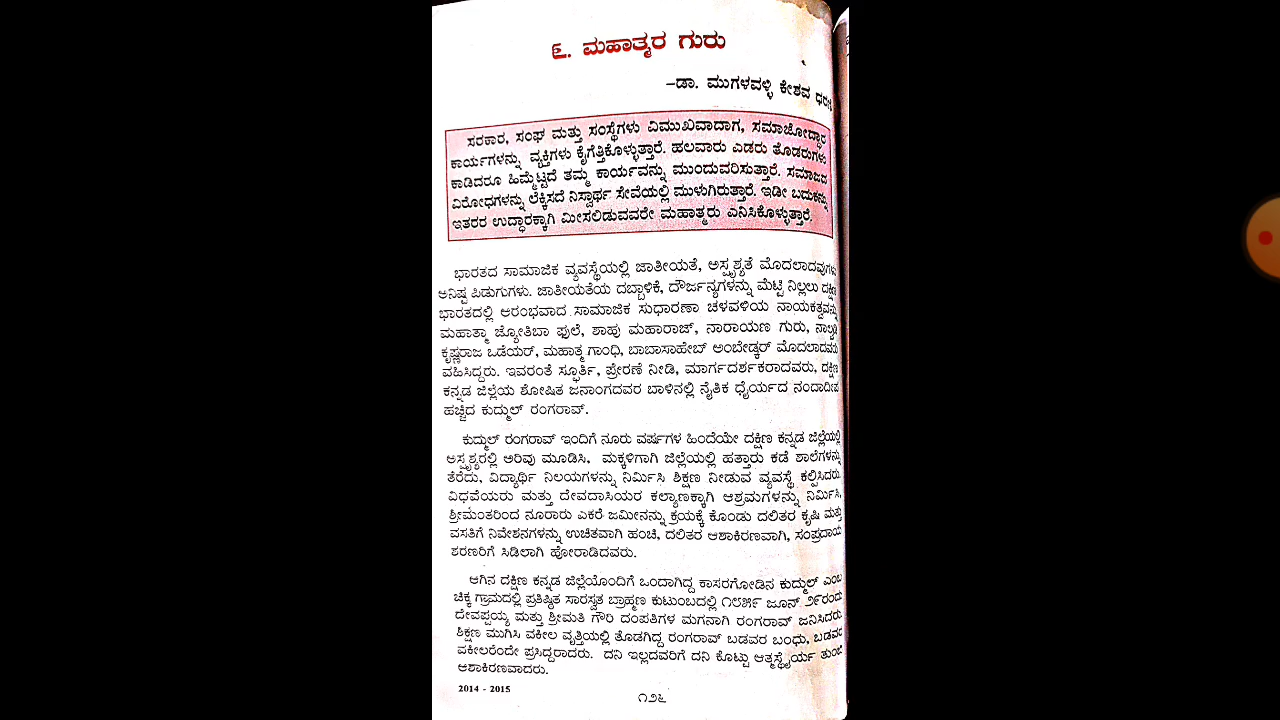 ೬. ಮಹಾತ್ಮರ ಗುರು
–ಡಾ. ಮುಗಳವಳ್ಳಿ ಕೇಶವ
ಸರಕಾರ, ಸಂಘ ಮತ್ತು ಸಂಸ್ಥೆಗಳು ವಿಮುಖವಾದಾಗ, ಸಮಾಜೋದ್ಧಾರ
ಕಾರ್ಯಗಳನ್ನು ವ್ಯಕ್ತಿಗಳು ಕೈಗೆತ್ತಿಕೊಳ್ಳುತ್ತಾರೆ. ಹಲವಾರು ಎಡರು ತೊಡರುಗಳು
ಕಾಡಿದರೂ ಹಿಮ್ಮೆಟ್ಟದೆ ತಮ್ಮ ಕಾರ್ಯವನ್ನು ಮುಂದುವರಿಸುತ್ತಾರೆ. ಸಮಾಜದ
ವಿರೋಧಗಳನ್ನು ಲೆಕ್ಕಿಸದೆ ನಿಸ್ವಾರ್ಥ ಸೇವೆಯಲ್ಲಿ ಮುಳುಗಿರುತ್ತಾರೆ. ಇಡೀ ಬದುಕನ್ನು
ಇತರರ ಉದ್ಧಾರಕ್ಕಾಗಿ ಮೀಸಲಿಡುವವರೇ ಮಹಾತ್ಮರು ಎನಿಸಿಕೊಳ್ಳುತ್ತಾರೆ.
ಭಾರತದ ಸಾಮಾಜಿಕ ವ್ಯವಸ್ಥೆಯಲ್ಲಿ ಜಾತೀಯತೆ, ಅಸ್ಪೃಶ್ಯತೆ ಮೊದಲಾದವುಗಳು
ಅನಿಷ್ಟ ಪಿಡುಗುಗಳು. ಜಾತೀಯತೆಯ ದಬ್ಬಾಳಿಕೆ, ದೌರ್ಜನ್ಯಗಳನ್ನು ಮೆಟ್ಟಿ ನಿಲ್ಲಲು ದಕ್ಷಿಣ
ಭಾರತದಲ್ಲಿ ಆರಂಭವಾದ ಸಾಮಾಜಿಕ ಸುಧಾರಣಾ ಚಳವಳಿಯ ನಾಯಕತ್ವವನ್ನು
ಮಹಾತ್ಮಾ ಜ್ಯೋತಿಬಾ ಫುಲೆ, ಶಾಹು ಮಹಾರಾಜ್, ನಾರಾಯಣ ಗುರು, ನಾಲ್ವಡಿ
ಕೃಷ್ಣರಾಜ ಒಡೆಯರ್, ಮಹಾತ್ಮ ಗಾಂಧಿ, ಬಾಬಾಸಾಹೇಬ್ ಅಂಬೇಡ್ಕರ್ ಮೊದಲಾದವರು
ವಹಿಸಿದ್ದರು. ಇವರಂತೆ ಸ್ಫೂರ್ತಿ, ಪ್ರೇರಣೆ ನೀಡಿ, ಮಾರ್ಗದರ್ಶಕರಾದವರು, ದಕ್ಷಿಣ
ಕನ್ನಡ ಜಿಲ್ಲೆಯ ಶೋಷಿತ ಜನಾಂಗದವರ ಬಾಳಿನಲ್ಲಿ ನೈತಿಕ ಧೈರ್ಯದ ನಂದಾದೀಪ
ಹಚ್ಚಿದ ಕುದ್ಮುಲ್ ರಂಗರಾವ್.
ಕುದ್ಮುಲ್ ರಂಗರಾವ್ ಇಂದಿಗೆ ನೂರು ವರ್ಷಗಳ ಹಿಂದೆಯೇ ದಕ್ಷಿಣ ಕನ್ನಡ ಜಿಲ್ಲೆಯಲ್ಲಿ
ಅಸ್ಪೃಶ್ಯರಲ್ಲಿ ಅರಿವು ಮೂಡಿಸಿ, ಮಕ್ಕಳಿಗಾಗಿ ಜಿಲ್ಲೆಯಲ್ಲಿ ಹತ್ತಾರು ಕಡೆ ಶಾಲೆಗಳನ್ನು
ತೆರೆದು, ವಿದ್ಯಾರ್ಥಿ ನಿಲಯಗಳನ್ನು ನಿರ್ಮಿಸಿ ಶಿಕ್ಷಣ ನೀಡುವ ವ್ಯವಸ್ಥೆ ಕಲ್ಪಿಸಿದರು
ವಿಧವೆಯರು ಮತ್ತು ದೇವದಾಸಿಯರ ಕಲ್ಯಾಣಕ್ಕಾಗಿ ಆಶ್ರಮಗಳನ್ನು ನಿರ್ಮಿಸಿ,
ಶ್ರೀಮಂತರಿಂದ ನೂರಾರು ಎಕರೆ ಜಮೀನನ್ನು ಕ್ರಯಕ್ಕೆ ಕೊಂಡು ದಲಿತರ ಕೃಷಿ ಮತ್ತು
ವಸತಿಗೆ ನಿವೇಶನಗಳನ್ನು ಉಚಿತವಾಗಿ ಹಂಚಿ, ದಲಿತರ ಆಶಾಕಿರಣವಾಗಿ, ಸಂಪ್ರದಾಯ
ಶರಣರಿಗೆ ಸಿಡಿಲಾಗಿ ಹೋರಾಡಿದವರು.
ಆಗಿನ ದಕ್ಷಿಣ ಕನ್ನಡ ಜಿಲ್ಲೆಯೊಂದಿಗೆ ಒಂದಾಗಿದ್ದ ಕಾಸರಗೋಡಿನ ಕುದ್ಮುಲ್ ಎಂಬ
ಚಿಕ್ಕ ಗ್ರಾಮದಲ್ಲಿ ಪ್ರತಿಷ್ಠಿತ ಸಾರಸ್ವತ ಬ್ರಾಹ್ಮಣ ಕುಟುಂಬದಲ್ಲಿ ೧೮೫೯ ಜೂನ್ ೨೯ರಂದು
ದೇವಪ್ಪಯ್ಯ ಮತ್ತು ಶ್ರೀಮತಿ ಗೌರಿ ದಂಪತಿಗಳ ಮಗನಾಗಿ ರಂಗರಾವ್ ಜನಿಸಿದರು
ಶಿಕ್ಷಣ ಮುಗಿಸಿ ವಕೀಲ ವೃತ್ತಿಯಲ್ಲಿ ತೊಡಗಿದ್ದ ರಂಗರಾವ್ ಬಡವರ ಬಂಧು, ಬಡವರ
ವಕೀಲರೆಂದೇ ಪ್ರಸಿದ್ಧರಾದರು. ದನಿ ಇಲ್ಲದವರಿಗೆ ದನಿ ಕೊಟ್ಟು ಆತ್ಮಸ್ಥೈರ್ಯ ತುಂಬಿ
ಆಶಾಕಿರಣವಾದರು.
2014 - 2015
೧೨೬